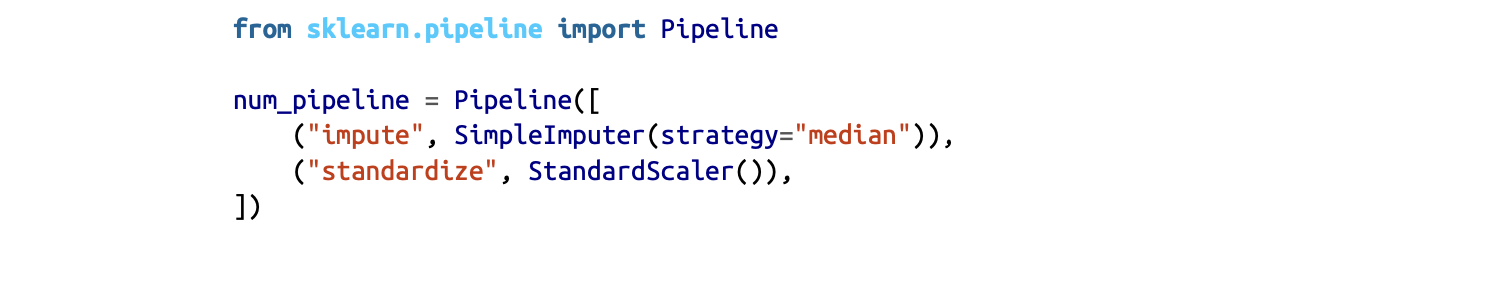 from sklearn.pipeline import Pipeline

num_pipeline = Pipeline([
    ("impute", SimpleImputer(strategy="median")),
    ("standardize", StandardScaler()),
])